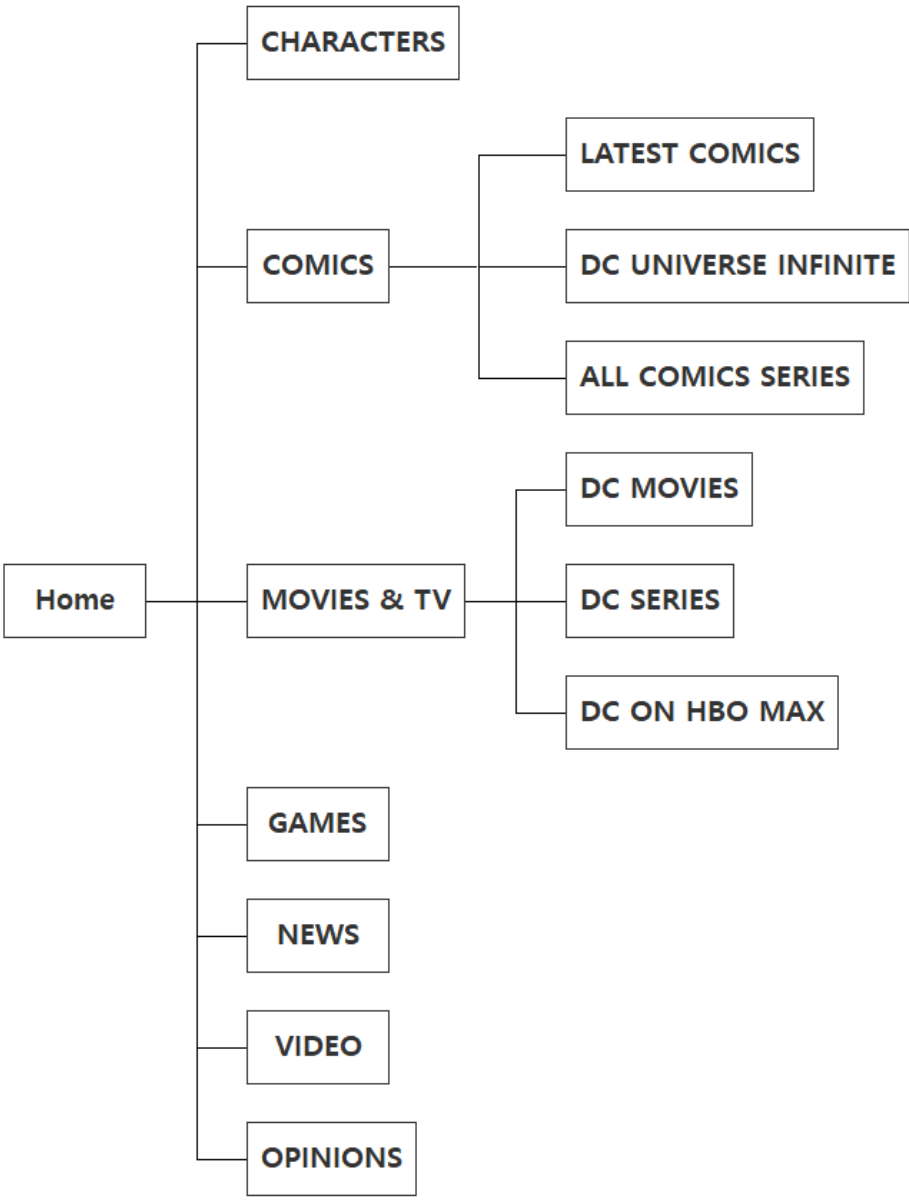 CHARACTERS
LATEST COMICS
COMICS
DC UNIVERSE INFINITE
ALL COMICS SERIES
DC MOVIES
Home
MOVIES & TV
DC SERIES
DC ON HBO MAX
GAMES
NEWS
VIDEO
OPINIONS